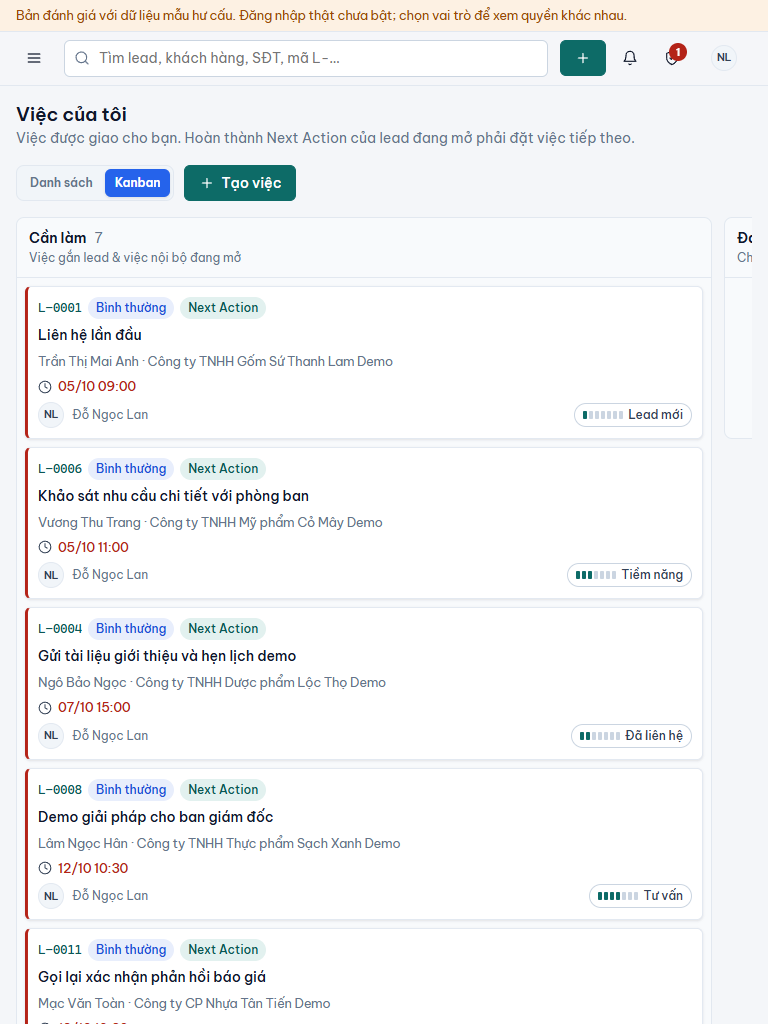 Bản đánh giá với dữ liệu mẫu hư cấu. Đăng nhập thật chưa bật; chọn vai trò để xem quyền khác nhau.
Tìm lead, khách hàng, SĐT, mã L-...
1
NL
Việc của tôi
Việc được giao cho bạn. Hoàn thành Next Action của lead đang mở phải đặt việc tiếp theo.
Danh sách
Kanban
+ Tạo việc
Cần làm 7
Việc gắn lead & việc nội bộ đang mở
L-0001 Bình thường Next Action
Liên hệ lần đầu
Trần Thị Mai Anh · Công ty TNHH Gốm Sứ Thanh Lam Demo
05/10 09:00
NL Đỗ Ngọc Lan Lead mới
L-0006 Bình thường Next Action
Khảo sát nhu cầu chi tiết với phòng ban
Vương Thu Trang · Công ty TNHH Mỹ phẩm Cỏ Mây Demo
05/10 11:00
NL Đỗ Ngọc Lan Tiềm năng
L-0004 Bình thường Next Action
Gửi tài liệu giới thiệu và hẹn lịch demo
Ngô Bảo Ngọc · Công ty TNHH Dược phẩm Lộc Thọ Demo
07/10 15:00
NL Đỗ Ngọc Lan Đã liên hệ
L-0008 Bình thường Next Action
Demo giải pháp cho ban giám đốc
Lâm Ngọc Hân · Công ty TNHH Thực phẩm Sạch Xanh Demo
12/10 10:30
NL Đỗ Ngọc Lan Tư vấn
L-0011 Bình thường Next Action
Gọi lại xác nhận phản hồi báo giá
Mạc Văn Toàn · Công ty CP Nhựa Tân Tiến Demo